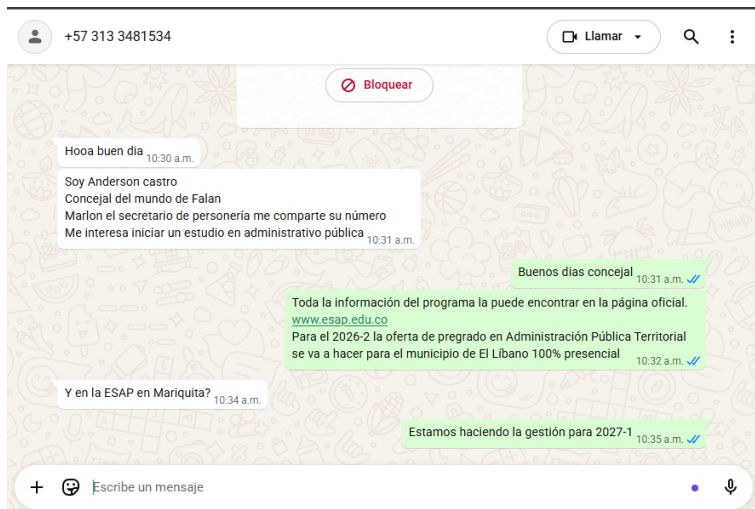 +57 313 3481534
Llamar
Bloquear
Hooa buen dia
10:30 a.m.
Soy Anderson castro
Concejal del mundo de Falan
Marlon el secretario de personería me comparte su número
Me interesa iniciar un estudio en administrativo pública
10:31 a.m.
Buenos dias concejal
10:31 a.m.
Toda la información del programa la puede encontrar en la página oficial.
www.esap.edu.co
Para el 2026-2 la oferta de pregrado en Administración Pública Territorial
se va a hacer para el municipio de El Líbano 100% presencial
10:32 a.m.
Y en la ESAP en Mariquita?
10:34 a.m.
Estamos haciendo la gestión para 2027-1
10:35 a.m.
Escribe un mensaje